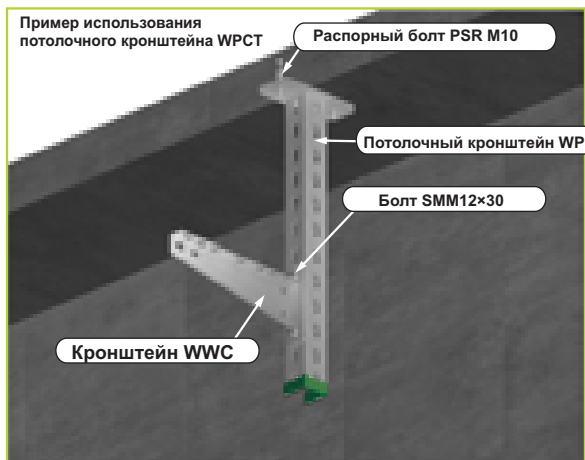 Пример использования
потолочного кронштейна WPCT
Распорный болт PSR M10
Потолочный кронштейн WP
Болт SMM12×30
Кронштейн WWC